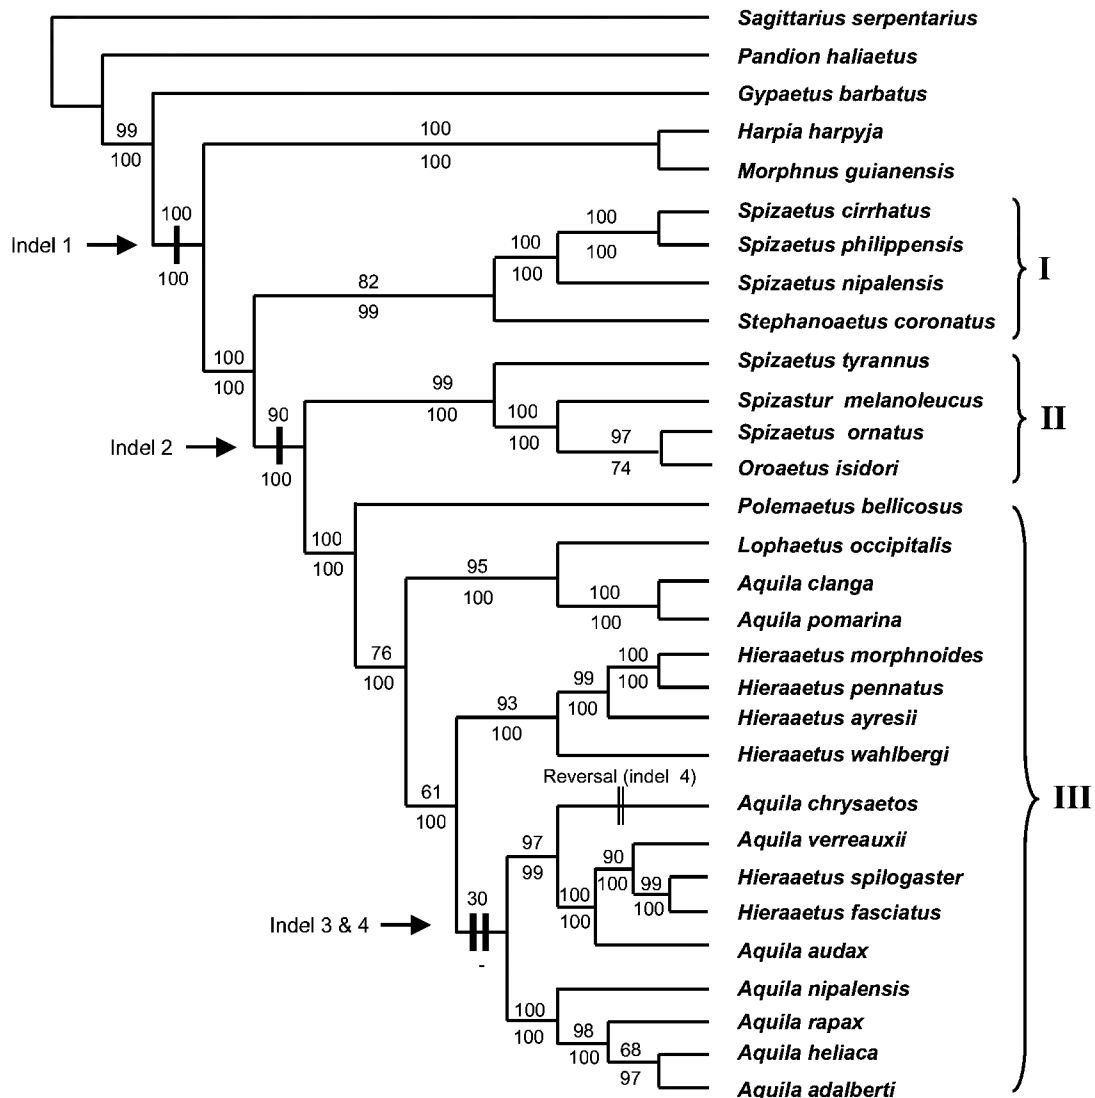 Sagittarius serpentarius
Pandion haliaetus
Gypaetus barbatus
99
100
Harpia harpyja
100
100
Morphnus guianensis
Indel 1
100
100
Spizaetus cirrhatus
100
100
Spizaetus philippensis
100
100
I
Spizaetus nipalensis
82
99
Stephanoaetus coronatus
100
100
Spizaetus tyrannus
99
100
Spizastur melanoleucus
100
100
II
Indel 2
90
100
Spizaetus ornatus
97
74
Oroaetus isidori
Polemaetus bellicosus
100
100
Lophaetus occipitalis
95
100
Aquila clanga
100
100
Aquila pomarina
76
100
Hieraaetus morphnoides
100
100
Hieraaetus pennatus
99
100
Hieraaetus ayresii
93
100
Hieraaetus wahlbergi
Reversal (indel 4)
61
100
Aquila chrysaetos
III
Aquila verreauxii
97
99
90
100
Hieraaetus spilogaster
99
100
Hieraaetus fasciatus
100
100
Indel 3 & 4
30
-
Aquila audax
Aquila nipalensis
100
100
Aquila rapax
98
100
Aquila heliaca
68
97
Aquila adalberti